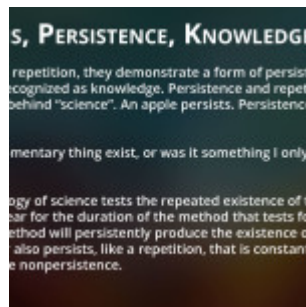 s, Persistence, Knowledg
repetition, they demonstrate a form of persis
ecognized as knowledge. Persistence and repet
behind “science”. An apple persists. Persistenc
mentary thing exist, or was it something I only
ogy of science tests the repeated existence of
ear for the duration of the method that tests fo
ethod will persistently produce the existence o
also persists, like a repetition, that is constan
e nonpersistence.